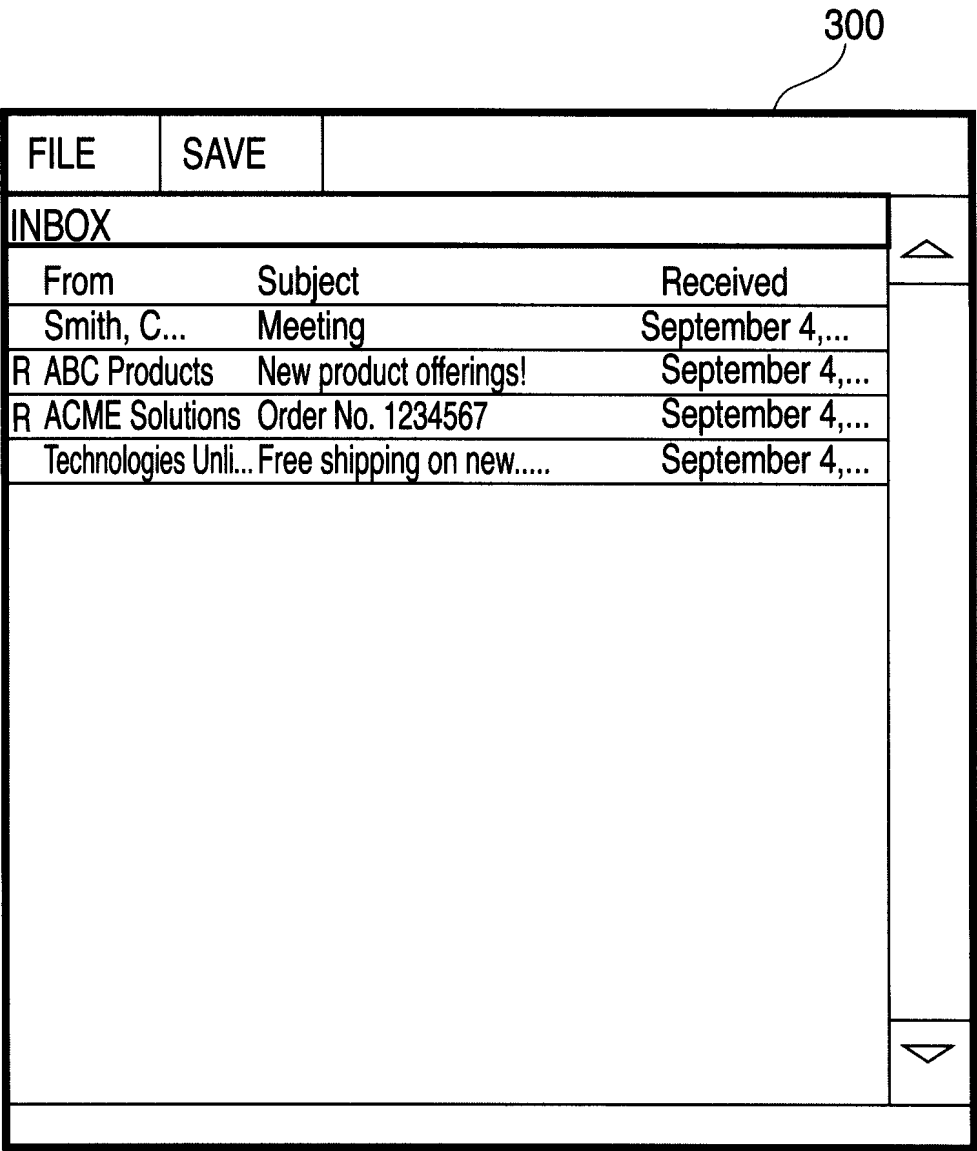 300
FILE SAVE
INBOX
From Subject Received
Smith, C... Meeting September 4,...
R ABC Products New product offerings! September 4,...
R ACME Solutions Order No. 1234567 September 4,...
Technologies Unli... Free shipping on new..... September 4,...